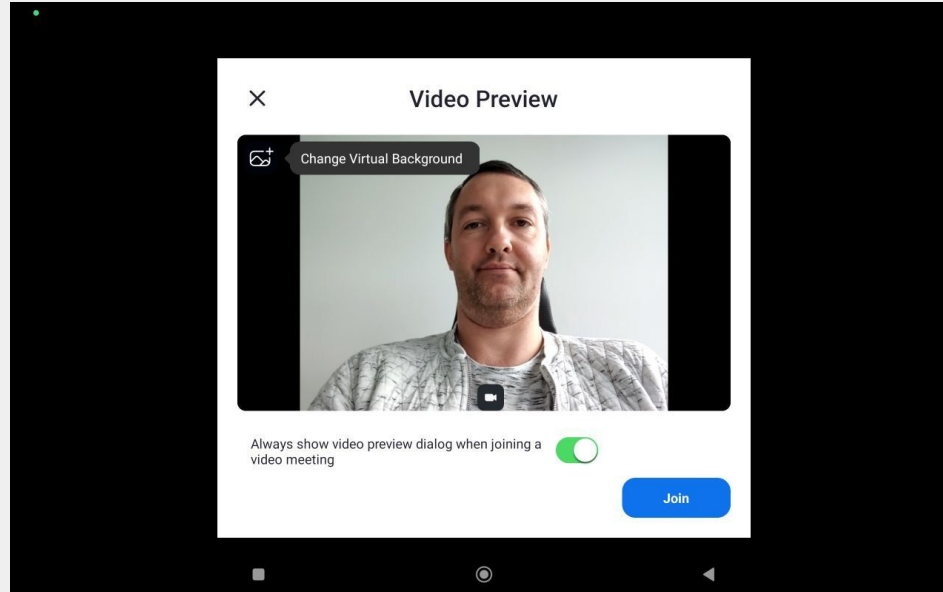 Video Preview
Change Virtual Background
Always show video preview dialog when joining a
video meeting
Join